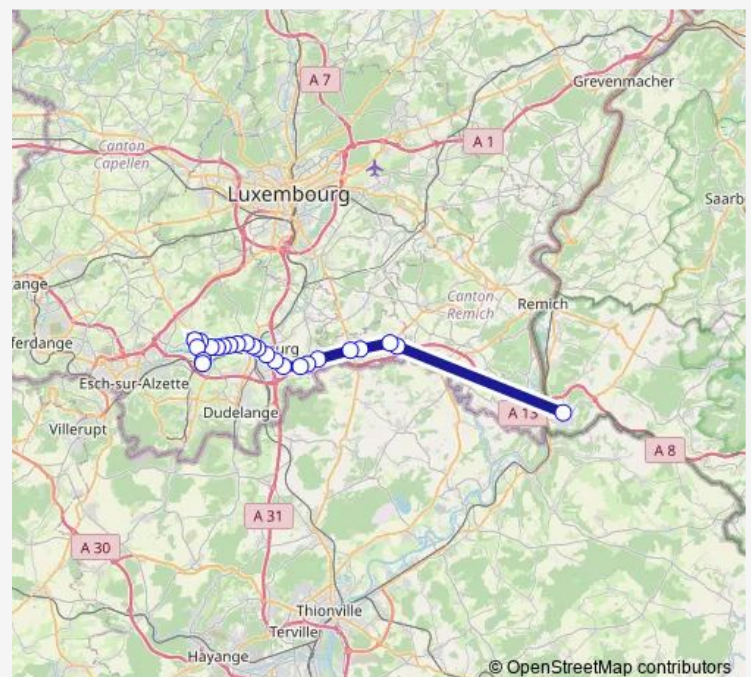 A 7
Grevenmacher
Canton
Capellen
A 1
Luxembourg
Saarb
Canton
Remich
ange
Remich
fferdange
urg
Esch-sur-Alzette
Dudelange
A 13
Villerupt
A 8
A 31
A 30
Thionville
Terville
Hayange
© OpenStreetMap contributors